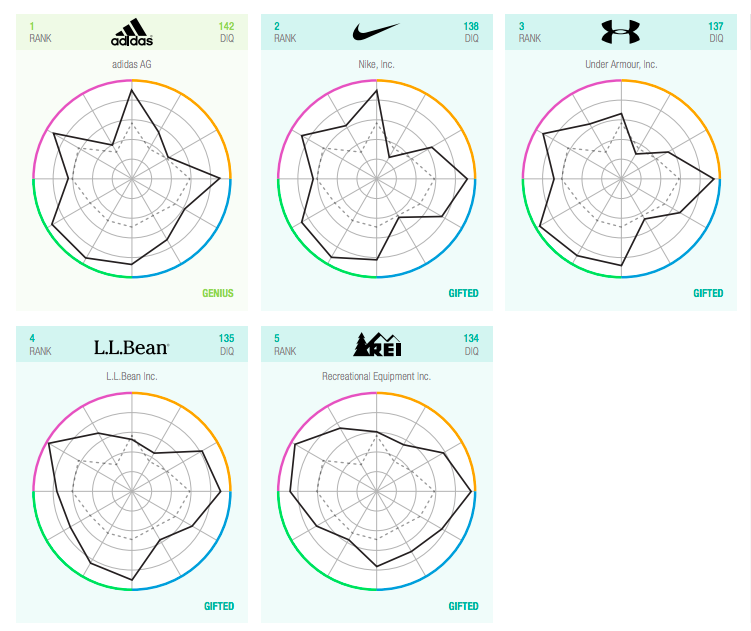 1
142
RANK
adidas
DIQ
adidas AG
GENIUS
2
138
RANK
DIQ
Nike, Inc.
GIFTED
3
137
RANK
DIQ
Under Armour, Inc.
GIFTED
4
135
RANK
L.L.Bean
DIQ
L.L.Bean Inc.
GIFTED
5
134
RANK
REI
DIQ
Recreational Equipment Inc.
GIFTED